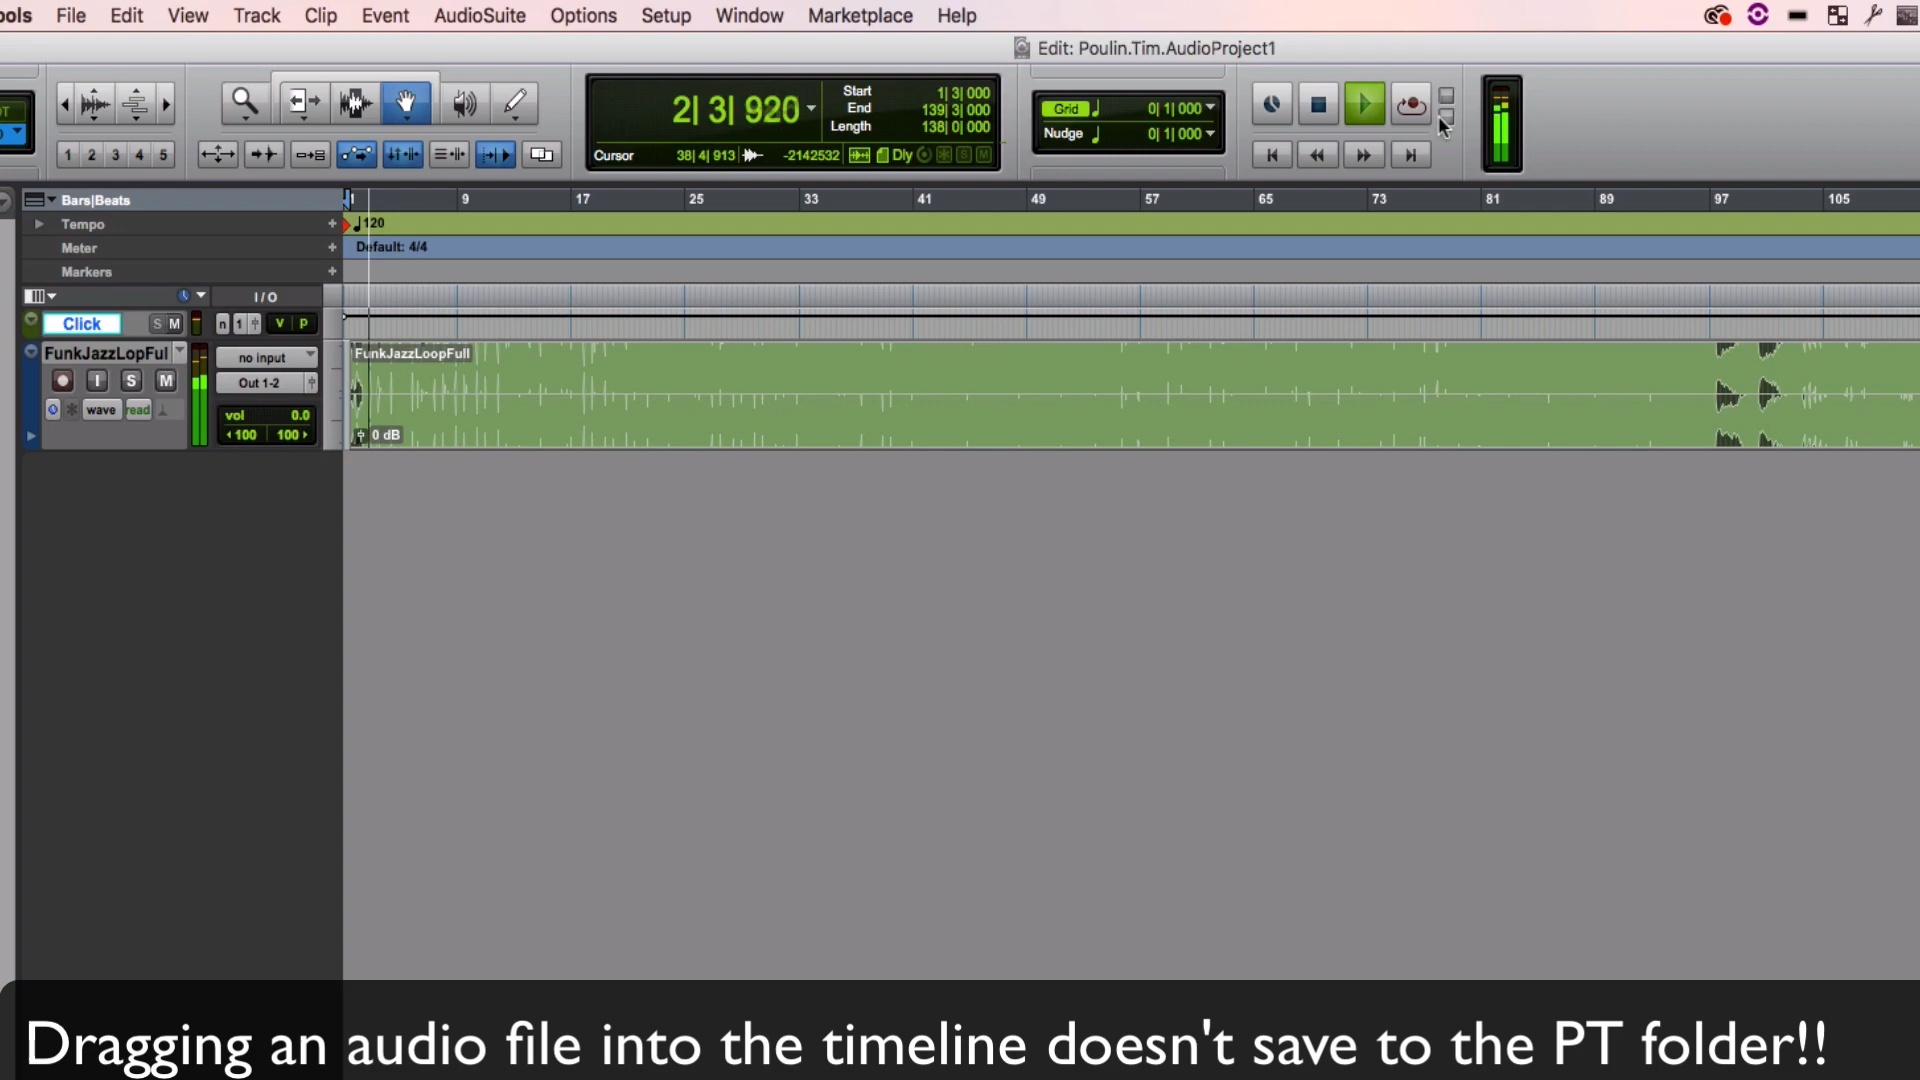 ools File Edit View Track Clip Event AudioSuite Options Setup Window Marketplace Help
Edit: Poulin.Tim.AudioProject1
2| 3| 920
Start 1| 3| 000
End 139| 3| 000
Length 138| 0| 000
Cursor 38| 4| 913 -2142532 Dly S M
Grid 0| 1| 000
Nudge 0| 1| 000
1 2 3 4 5
Bars|Beats 1 9 17 25 33 41 49 57 65 73 81 89 97 105
Tempo + 120
Meter + Default: 4/4
Markers +
I / O
Click S M n 1 V P
FunkJazzLopFul no input FunkJazzLoopFull
I S M Out 1-2
wave read vol 0.0
100 100 0 dB
Dragging an audio file into the timeline doesn't save to the PT folder!!